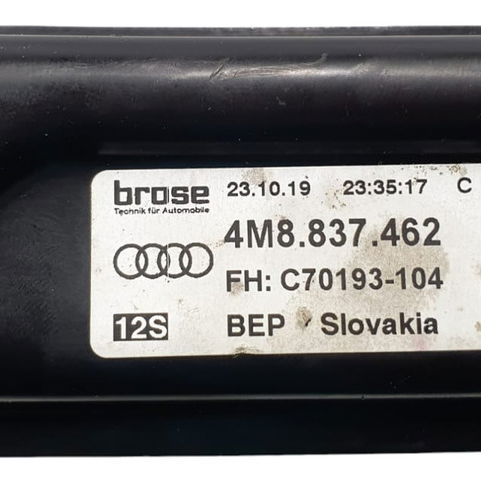 brose 23.10.19 23:35:17 C
Technik für Automobile
4M8.837.462
FH: C70193-104
12S BEP Slovakia